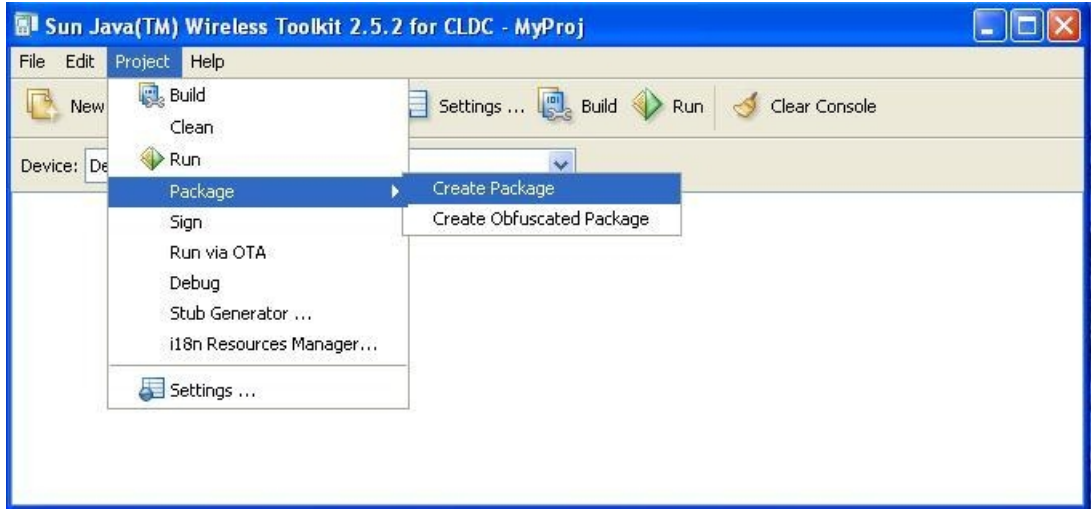 Sun Java(TM) Wireless Toolkit 2.5.2 for CLDC - MyProj
File Edit Project Help
New Settings ... Build Run Clear Console
Device: De
Build
Clean
Run
Package
Create Package
Create Obfuscated Package
Sign
Run via OTA
Debug
Stub Generator ...
i18n Resources Manager...
Settings ...